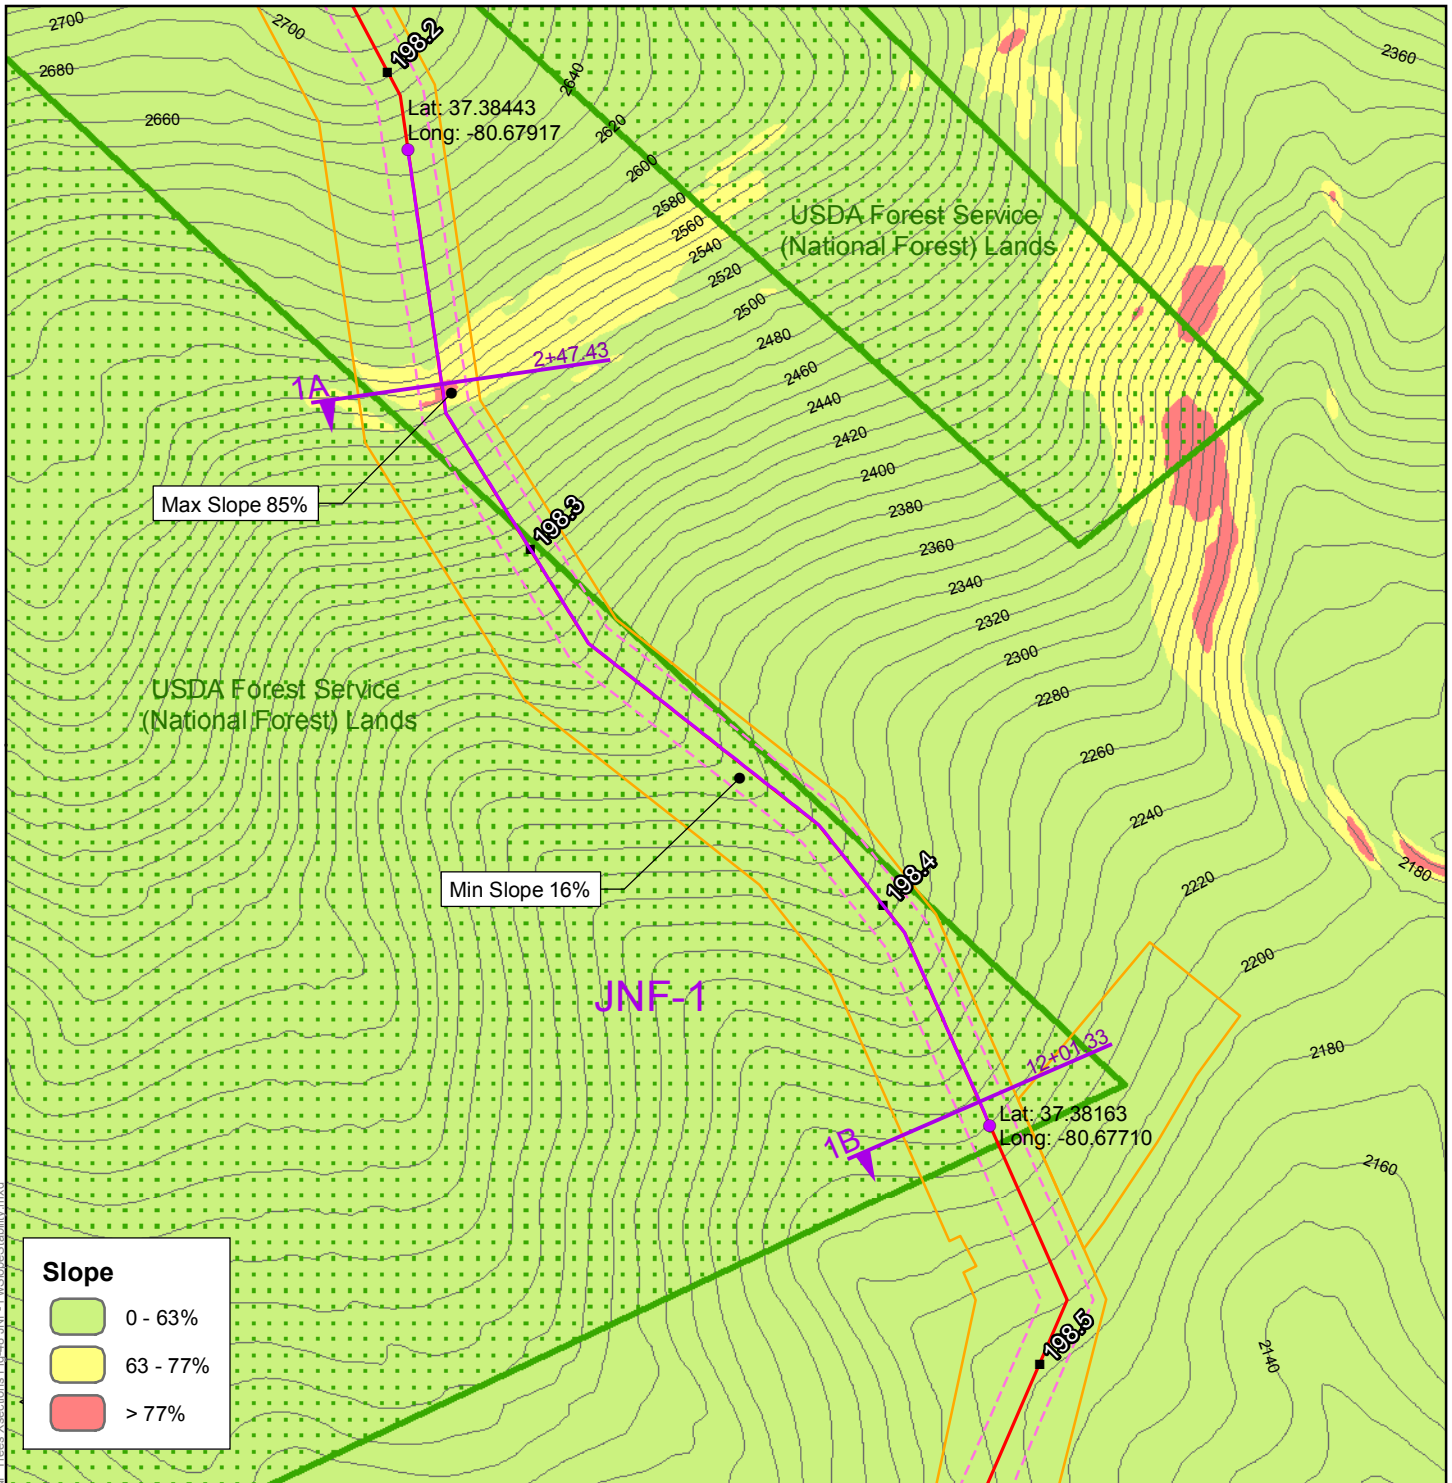 2700
2700
198.2
2360
2680
2640
Lat: 37.38443
Long: -80.67917
2660
2620
2600
2580
USDA Forest Service
(National Forest) Lands
2560
2540
2520
2500
2480
2+47.43
2460
1A
2440
2420
2400
Max Slope 85%
198.3
2380
2360
2340
2320
2300
USDA Forest Service
(National Forest) Lands
2280
2260
2240
2180
Min Slope 16%
198.4
2220
2200
JNF-1
12+01.33
2180
Lat: 37.38163
Long: -80.67710
1B
2160
Slope
0 - 63%
63 - 77%
> 77%
198.5
2140